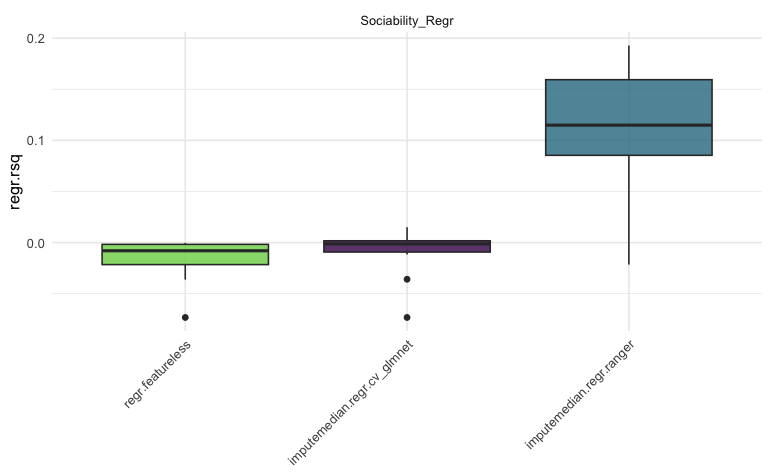 Sociability_Regr
regr.rsq
0.2
0.1
0.0
regr.featureless
imputemedian.regr.cv_glmnet
imputemedian.regr.ranger